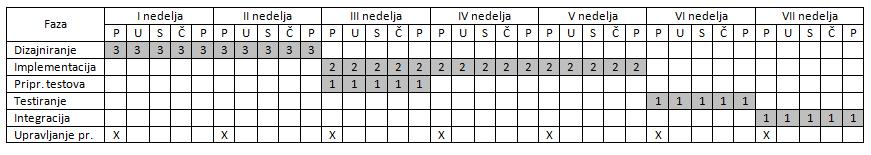 Faza I nedelja II nedelja III nedelja IV nedelja V nedelja VI nedelja VII nedelja
P U S Č P P U S Č P P U S Č P P U S Č P P U S Č P P U S Č P P U S Č P
Dizajniranje 3 3 3 3 3 3 3 3 3 3
Implementacija 2 2 2 2 2 2 2 2 2 2 2 2 2 2 2
Pripr. testova 1 1 1 1 1
Testiranje 1 1 1 1 1
Integracija 1 1 1 1 1
Upravljanje pr. X X X X X X X